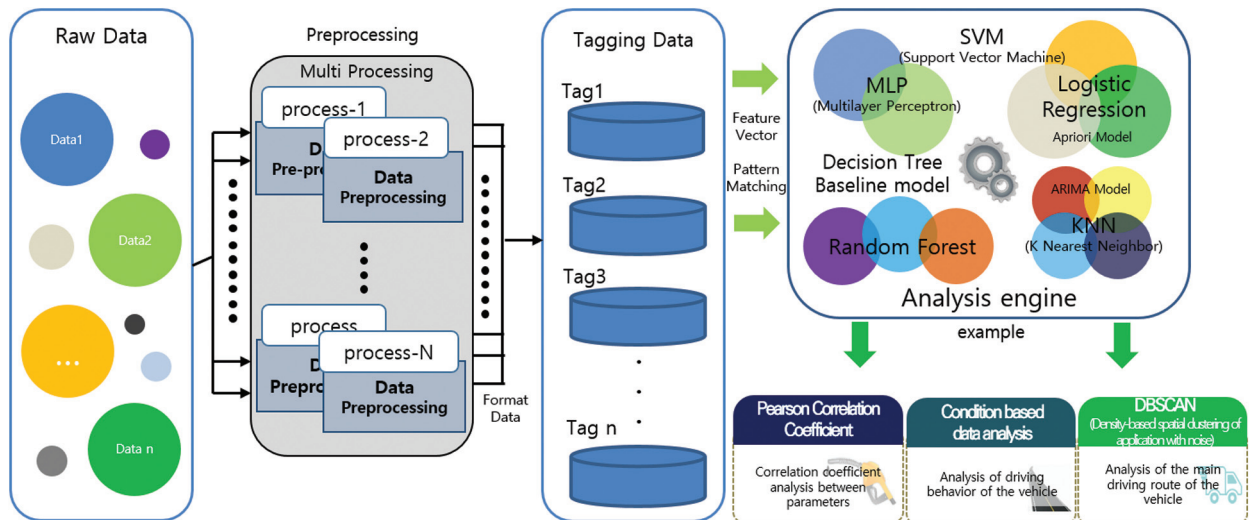 Raw Data
Data1
Data2
...
Data n
Preprocessing
Multi Processing
process-1
process-2
Pre-pro
Data
Preprocessing
process
process-N
Preproc
Data
Preprocessing
Format
Data
Tagging Data
Tag1
Tag2
Tag3
Tag n
Feature
Vector
Pattern
Matching
SVM
(Support Vector Machine)
MLP
(Multilayer Perceptron)
Logistic
Regression
Apriori Model
Decision Tree
Baseline model
ARIMA Model
KNN
(K Nearest Neighbor)
Random Forest
Analysis engine
example
Pearson Correlation
Coefficient
Correlation coefficient
analysis between
parameters
Condition based
data analysis
Analysis of driving
behavior of the vehicle
DBSCAN
(Density-based spatial clustering of
application with noise)
Analysis of the main
driving route of the
vehicle